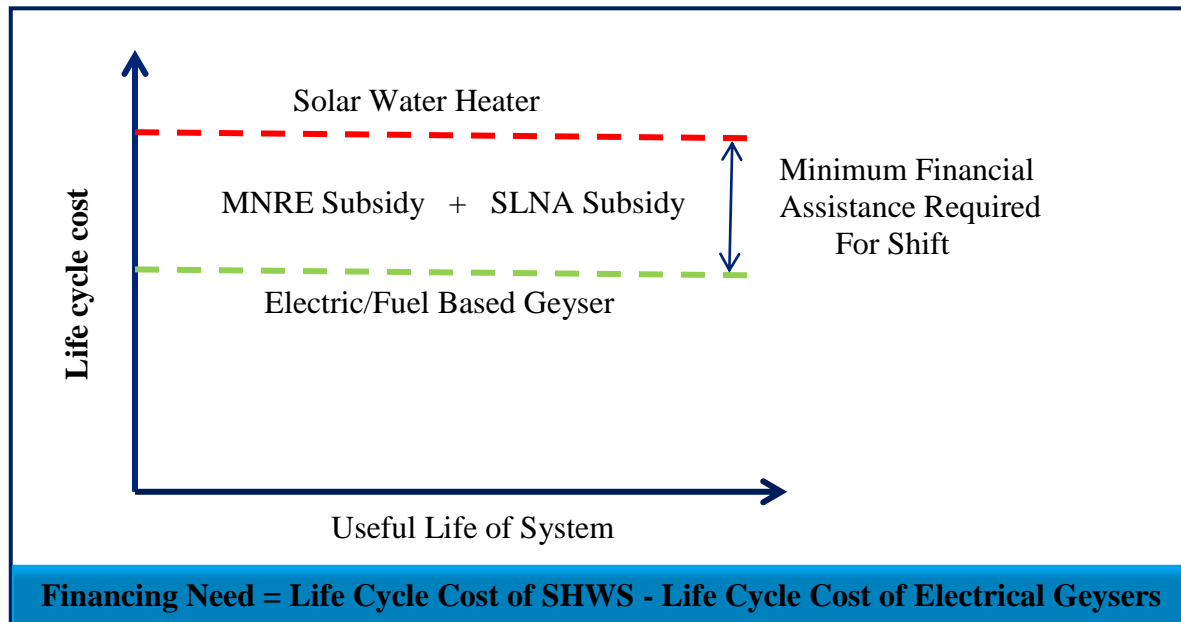 Solar Water Heater
MNRE Subsidy + SLNA Subsidy
Minimum Financial
Assistance Required
For Shift
Electric/Fuel Based Geyser
Life cycle cost
Useful Life of System
Financing Need = Life Cycle Cost of SHWS - Life Cycle Cost of Electrical Geysers